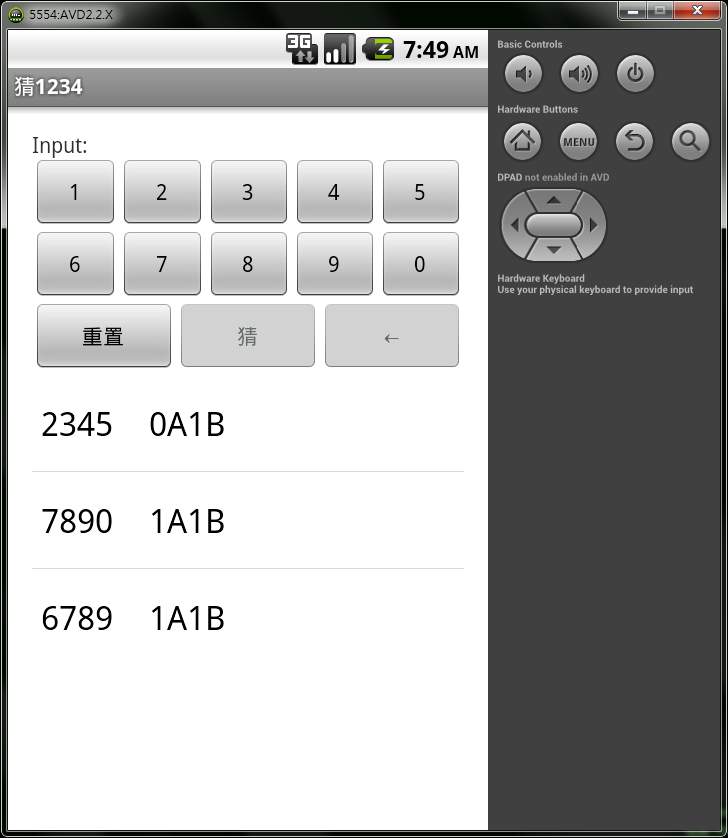 5554:AVD2.2.X
3G 7:49 AM
猜1234
Input:
1 2 3 4 5
6 7 8 9 0
重置 猜 ←
2345 0A1B
7890 1A1B
6789 1A1B
Basic Controls
Hardware Buttons
MENU
DPAD not enabled in AVD
Hardware Keyboard
Use your physical keyboard to provide input